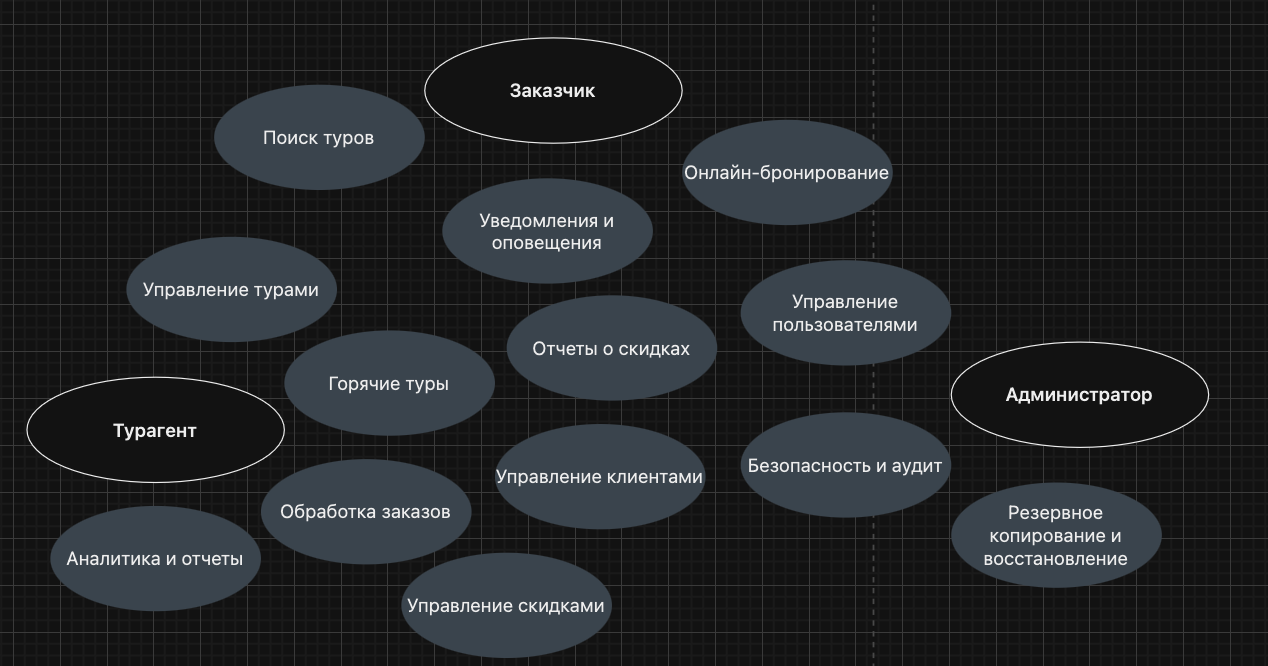 Заказчик
Поиск туров
Онлайн-бронирование
Уведомления и
оповещения
Управление турами
Управление
пользователями
Отчеты о скидках
Горячие туры
Администратор
Турагент
Безопасность и аудит
Управление клиентами
Обработка заказов
Резервное
копирование и
восстановление
Аналитика и отчеты
Управление скидками